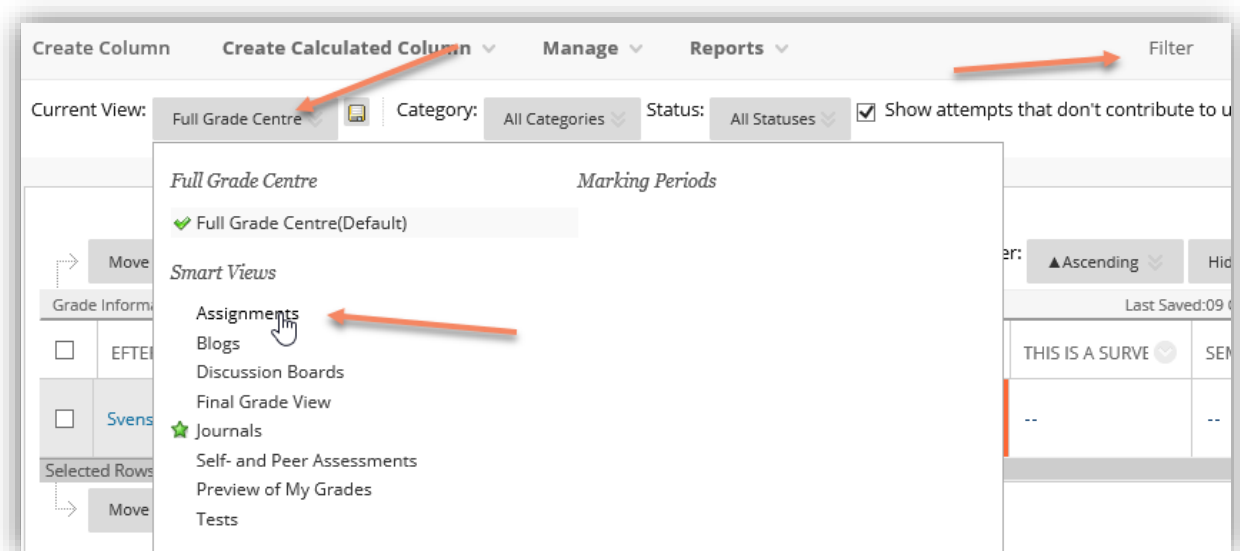 Create Column Create Calculated Column Manage Reports Filter
Current View: Full Grade Centre Category: All Categories Status: All Statuses Show attempts that don't contribute to u
Full Grade Centre Marking Periods
Full Grade Centre(Default)
Smart Views
Move er: ▲Ascending Hid
Grade Informa Last Saved:09
Assignments
Blogs
EFTE THIS IS A SURVE SEM
Discussion Boards
Final Grade View
Svens -- --
Journals
Self- and Peer Assessments
Selected Rows
Preview of My Grades
Move
Tests